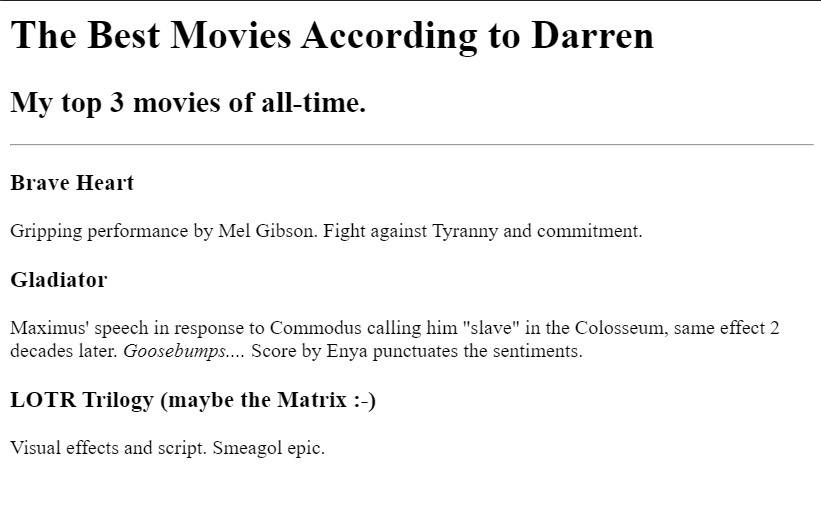 The Best Movies According to Darren
My top 3 movies of all-time.
Brave Heart
Gripping performance by Mel Gibson. Fight against Tyranny and commitment.
Gladiator
Maximus' speech in response to Commodus calling him "slave" in the Colosseum, same effect 2
decades later. Goosebumps.... Score by Enya punctuates the sentiments.
LOTR Trilogy (maybe the Matrix :-)
Visual effects and script. Smeagol epic.